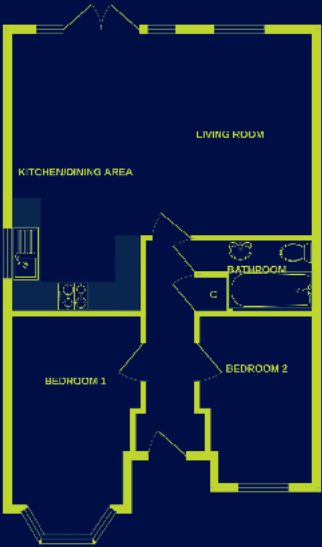 LIVING ROOM
KITCHEN/DINING AREA
BATHROOM
C
BEDROOM 2
BEDROOM 1